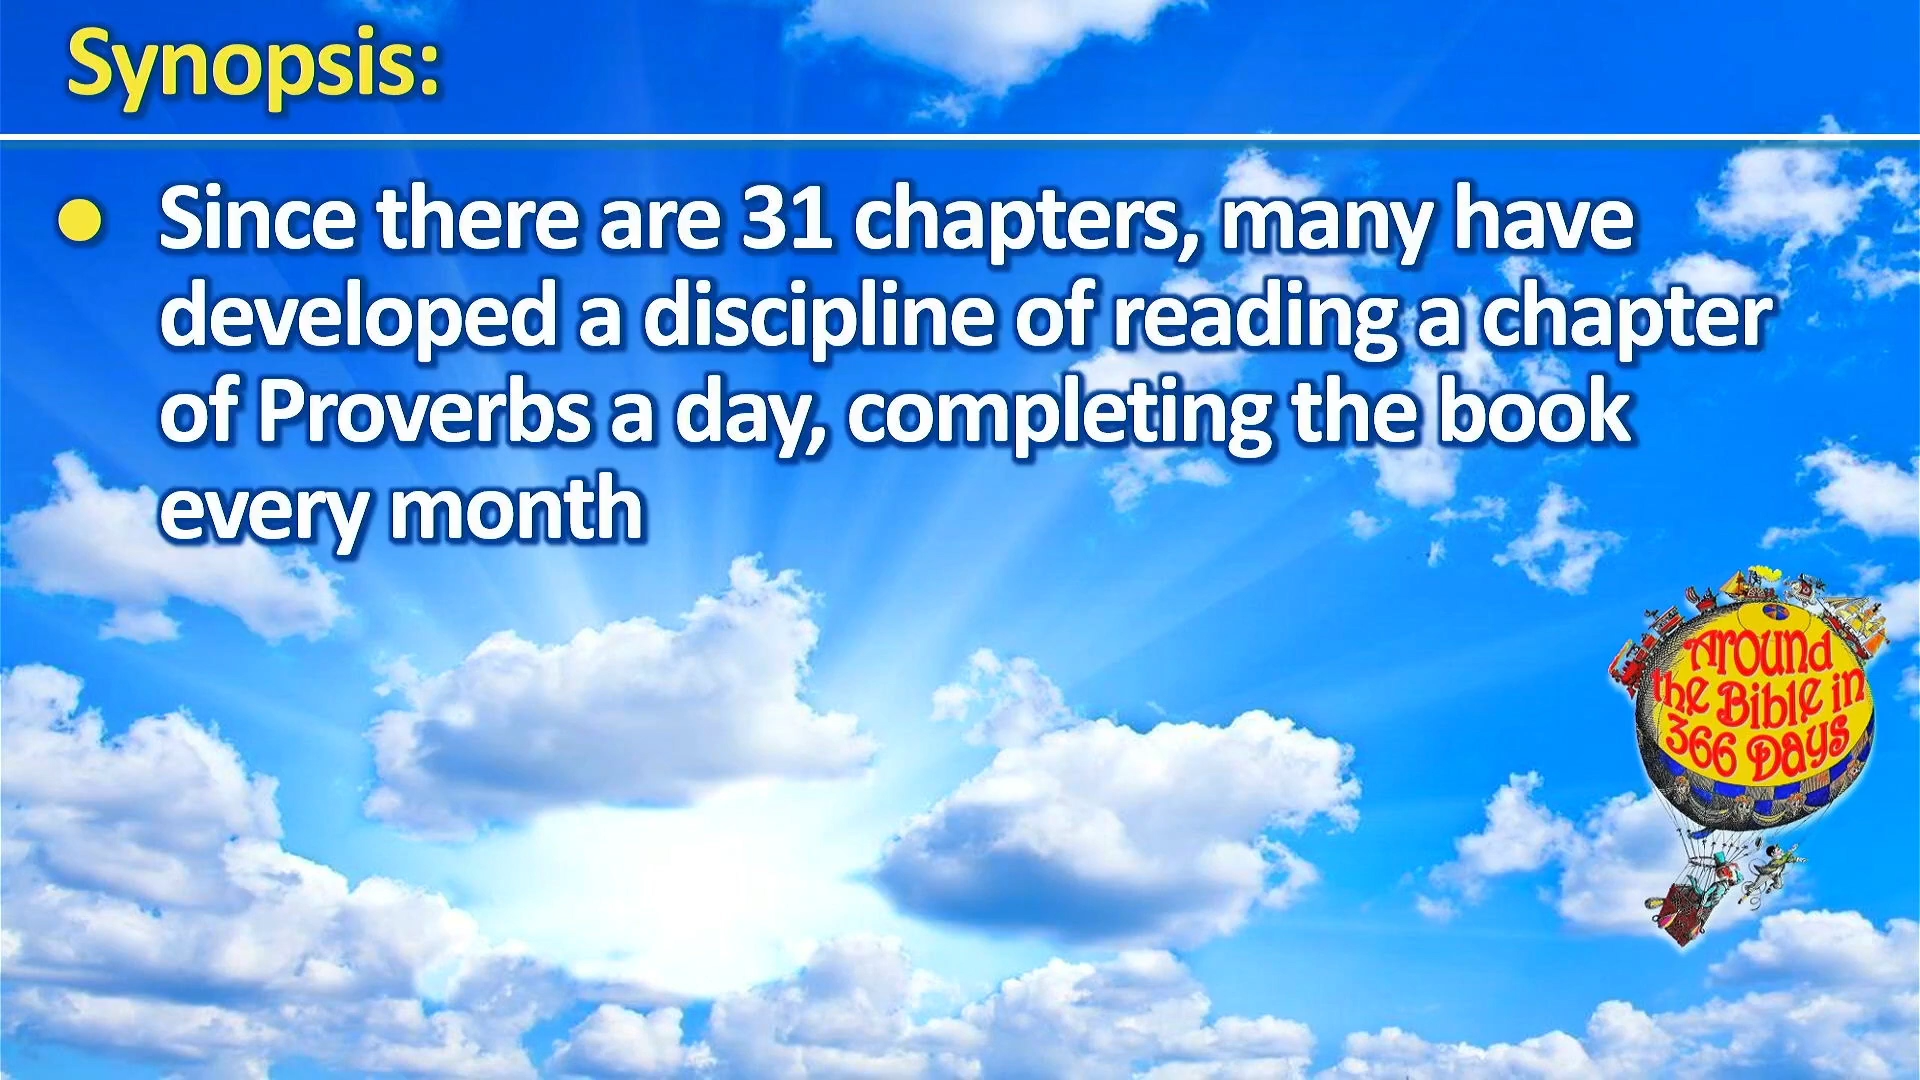 Synopsis:
● Since there are 31 chapters, many have
developed a discipline of reading a chapter
of Proverbs a day, completing the book
every month
Around
the Bible in
366 Days